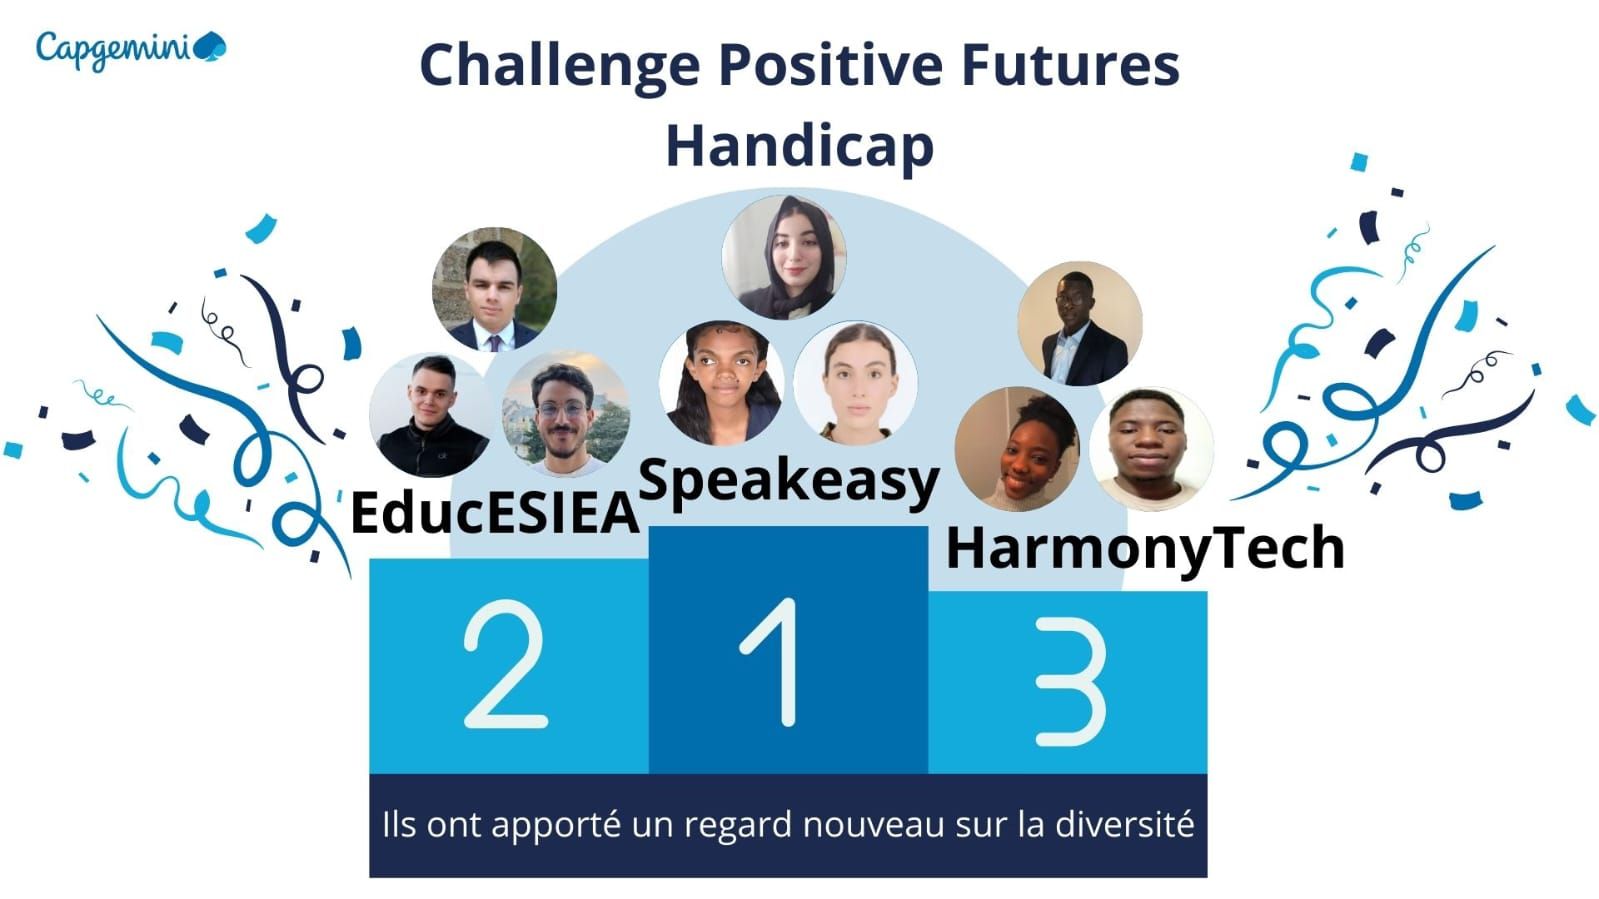 Capgemini
Challenge Positive Futures
Handicap
EducESIEA
Speakeasy
HarmonyTech
2
1
3
Ils ont apporté un regard nouveau sur la diversité